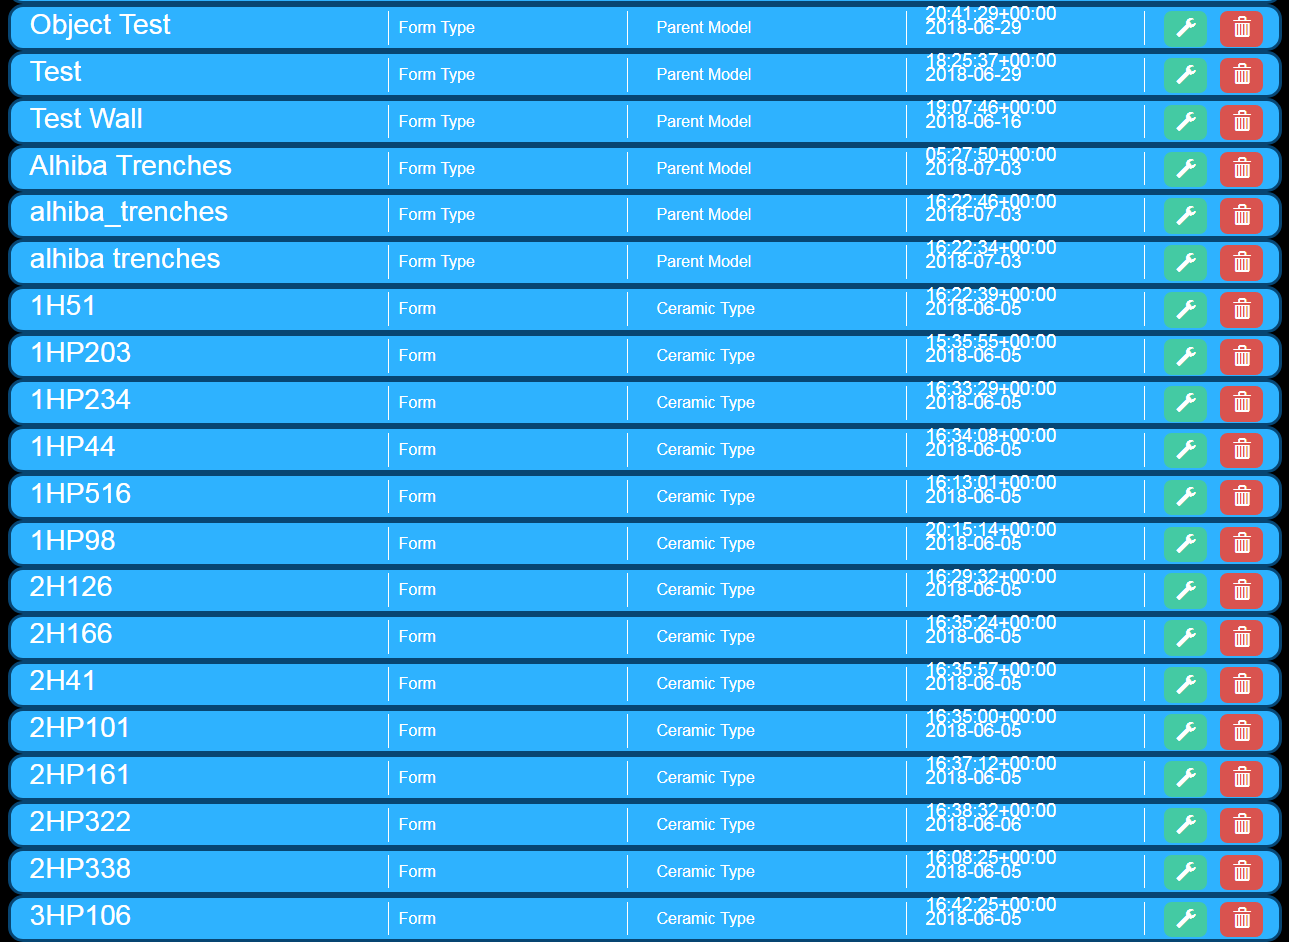 20:41:29+00:00
Object Test Form Type Parent Model 2018-06-29
18:25:37+00:00
Test Form Type Parent Model 2018-06-29
19:07:46+00:00
Test Wall Form Type Parent Model 2018-06-16
05:27:50+00:00
Alhiba Trenches Form Type Parent Model 2018-07-03
16:22:46+00:00
alhiba_trenches Form Type Parent Model 2018-07-03
16:22:34+00:00
alhiba trenches Form Type Parent Model 2018-07-03
16:22:39+00:00
1H51 Form Ceramic Type 2018-06-05
15:35:55+00:00
1HP203 Form Ceramic Type 2018-06-05
16:33:29+00:00
1HP234 Form Ceramic Type 2018-06-05
16:34:08+00:00
1HP44 Form Ceramic Type 2018-06-05
16:13:01+00:00
1HP516 Form Ceramic Type 2018-06-05
20:15:14+00:00
1HP98 Form Ceramic Type 2018-06-05
16:29:32+00:00
2H126 Form Ceramic Type 2018-06-05
16:35:24+00:00
2H166 Form Ceramic Type 2018-06-05
16:35:57+00:00
2H41 Form Ceramic Type 2018-06-05
16:35:00+00:00
2HP101 Form Ceramic Type 2018-06-05
16:37:12+00:00
2HP161 Form Ceramic Type 2018-06-05
16:38:32+00:00
2HP322 Form Ceramic Type 2018-06-06
16:08:25+00:00
2HP338 Form Ceramic Type 2018-06-05
16:42:25+00:00
3HP106 Form Ceramic Type 2018-06-05